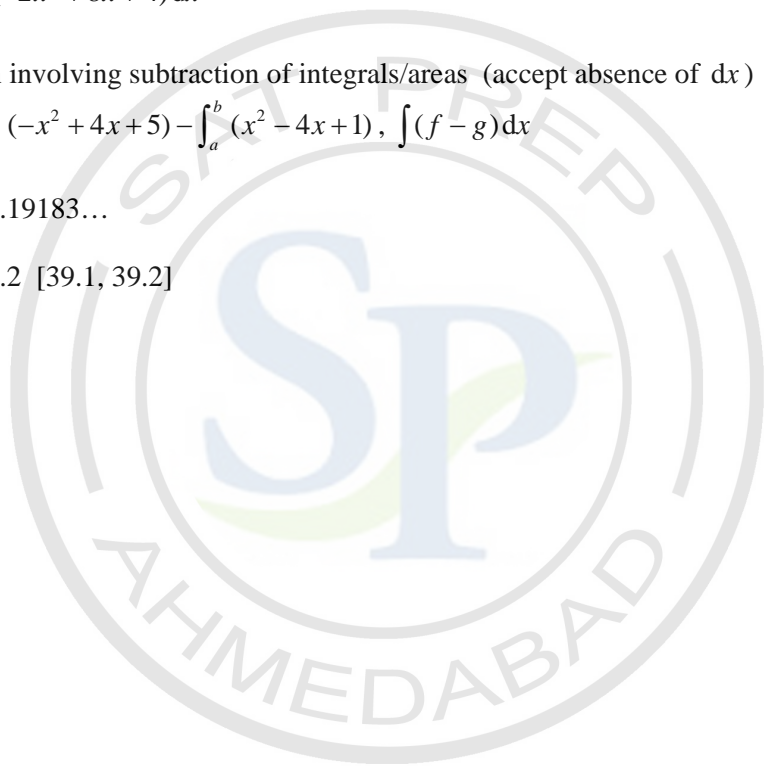 involving subtraction of integrals/areas (accept absence of dx)
(−x² + 4x + 5) − ∫ₐᵇ (x² − 4x + 1), ∫(f − g)dx
.19183…
.2 [39.1, 39.2]
SAT PREP
SP
AHMEDABAD